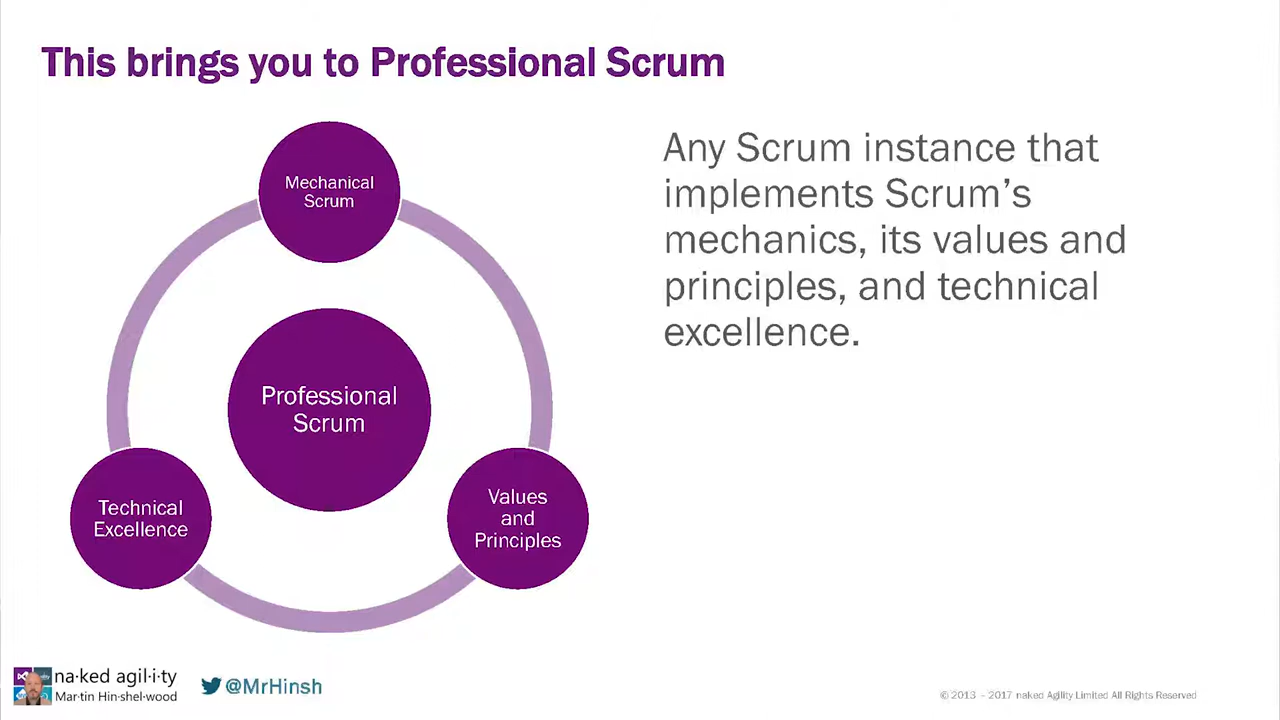 This brings you to Professional Scrum
Mechanical
Scrum
Professional
Scrum
Technical
Excellence
Values
and
Principles
Any Scrum instance that
implements Scrum’s
mechanics, its values and
principles, and technical
excellence.
na·ked agil·i·ty
Mar·tin Hin·shel·wood
@MrHinsh
© 2013 - 2017 naked Agility Limited All Rights Reserved